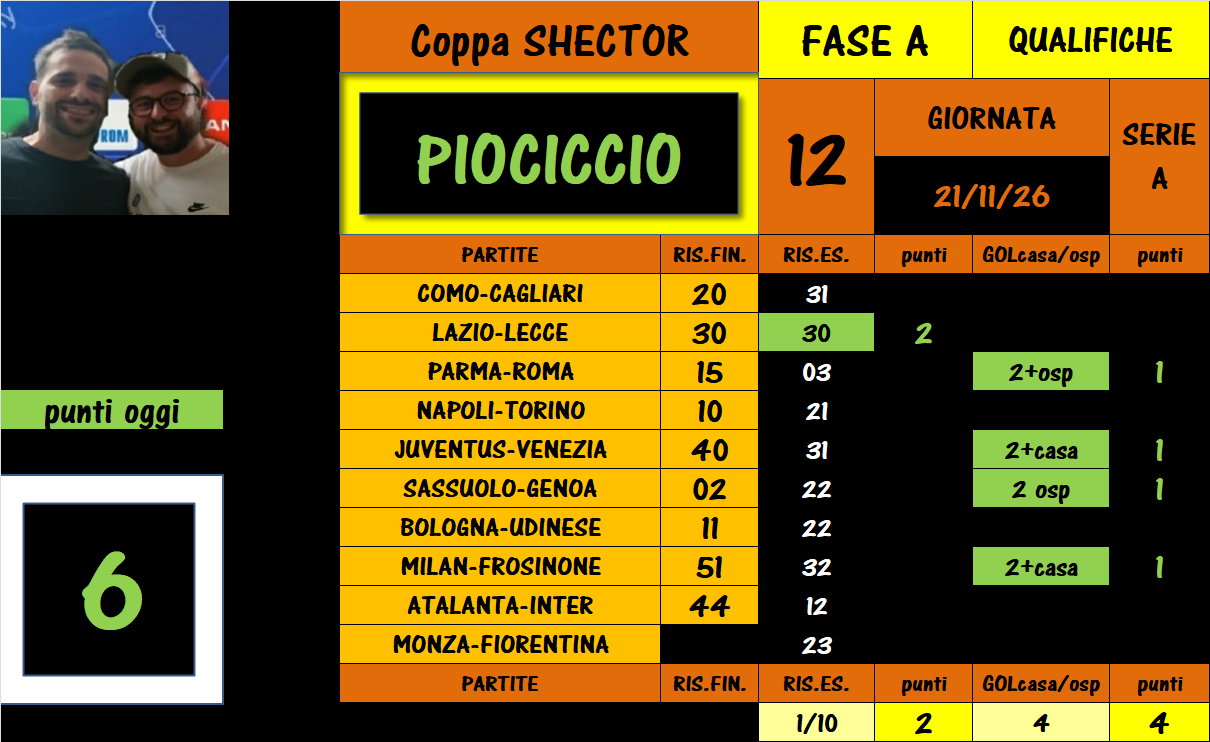 Coppa SHECTOR FASE A QUALIFICHE
PIOCICCIO 12 GIORNATA SERIE A
21/11/26
ROM
AN
PARTITE RIS.FIN. RIS.ES. punti GOLcasa/osp punti
COMO-CAGLIARI 20 31
LAZIO-LECCE 30 30 2
PARMA-ROMA 15 03 2+osp 1
NAPOLI-TORINO 10 21
JUVENTUS-VENEZIA 40 31 2+casa 1
SASSUOLO-GENOA 02 22 2 osp 1
BOLOGNA-UDINESE 11 22
MILAN-FROSINONE 51 32 2+casa 1
ATALANTA-INTER 44 12
MONZA-FIORENTINA 23
PARTITE RIS.FIN. RIS.ES. punti GOLcasa/osp punti
1/10 2 4 4
punti oggi
6